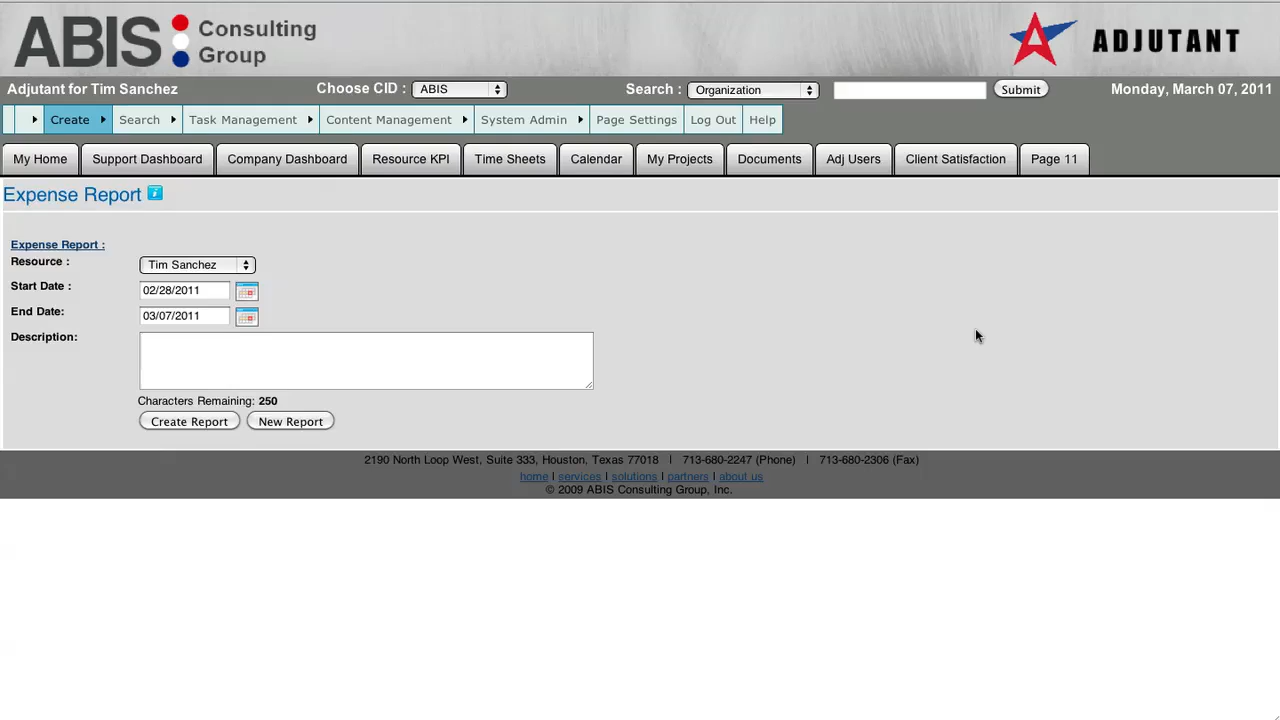 ABIS Consulting Group
ADJUTANT
Adjutant for Tim Sanchez Choose CID : ABIS Search : Organization Submit Monday, March 07, 2011
Create Search Task Management Content Management System Admin Page Settings Log Out Help
My Home Support Dashboard Company Dashboard Resource KPI Time Sheets Calendar My Projects Documents Adj Users Client Satisfaction Page 11
Expense Report
Expense Report :
Resource : Tim Sanchez
Start Date : 02/28/2011
End Date: 03/07/2011
Description:
Characters Remaining: 250
Create Report New Report
2190 North Loop West, Suite 333, Houston, Texas 77018 | 713-680-2247 (Phone) | 713-680-2306 (Fax)
home | services | solutions | partners | about us
© 2009 ABIS Consulting Group, Inc.